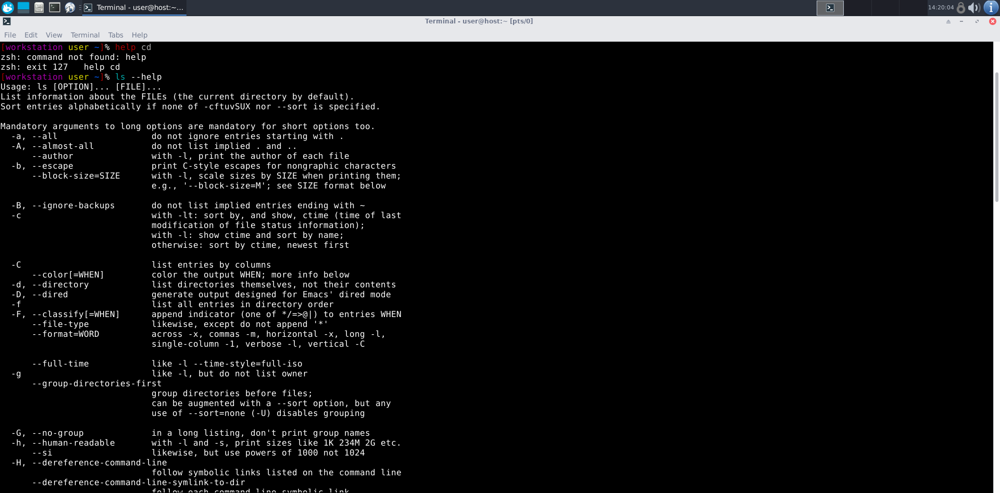 Terminal - user@host:~...
14:20:04
Terminal - user@host:~ [pts/0]
File Edit View Terminal Tabs Help
[workstation user ~]% help cd
zsh: command not found: help
zsh: exit 127   help cd
[workstation user ~]% ls --help
Usage: ls [OPTION]... [FILE]...
List information about the FILEs (the current directory by default).
Sort entries alphabetically if none of -cftuvSUX nor --sort is specified.

Mandatory arguments to long options are mandatory for short options too.
  -a, --all                  do not ignore entries starting with .
  -A, --almost-all           do not list implied . and ..
      --author               with -l, print the author of each file
  -b, --escape               print C-style escapes for nongraphic characters
      --block-size=SIZE      with -l, scale sizes by SIZE when printing them;
                             e.g., '--block-size=M'; see SIZE format below

  -B, --ignore-backups       do not list implied entries ending with ~
  -c                         with -lt: sort by, and show, ctime (time of last
                             modification of file status information);
                             with -l: show ctime and sort by name;
                             otherwise: sort by ctime, newest first

  -C                         list entries by columns
      --color[=WHEN]         color the output WHEN; more info below
  -d, --directory            list directories themselves, not their contents
  -D, --dired                generate output designed for Emacs' dired mode
  -f                         list all entries in directory order
  -F, --classify[=WHEN]      append indicator (one of */=>@|) to entries WHEN
      --file-type            likewise, except do not append '*'
      --format=WORD          across -x, commas -m, horizontal -x, long -l,
                             single-column -1, verbose -l, vertical -C

      --full-time            like -l --time-style=full-iso
  -g                         like -l, but do not list owner
      --group-directories-first
                             group directories before files;
                             can be augmented with a --sort option, but any
                             use of --sort=none (-U) disables grouping

  -G, --no-group             in a long listing, don't print group names
  -h, --human-readable       with -l and -s, print sizes like 1K 234M 2G etc.
      --si                   likewise, but use powers of 1000 not 1024
  -H, --dereference-command-line
                             follow symbolic links listed on the command line
      --dereference-command-line-symlink-to-dir
                             follow each command line symbolic link